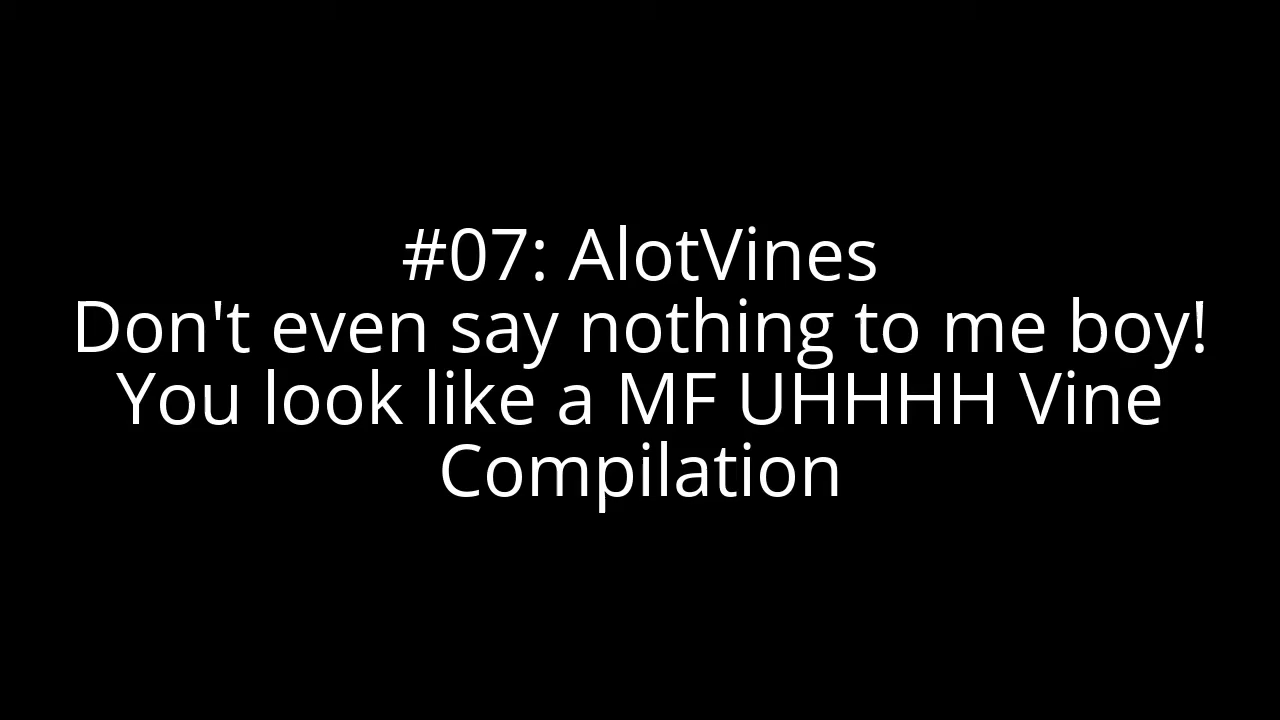 #07: AlotVines
Don't even say nothing to me boy!
You look like a MF UHHHH Vine
Compilation